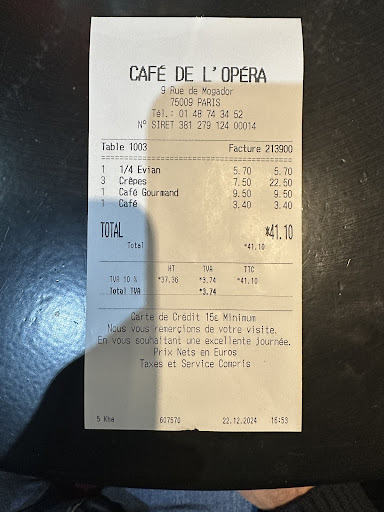 CAFÉ DE L'OPÉRA
9 Rue de Mogador
75009 PARIS
Tél.: 01 48 74 34 52
N° SIRET 381 279 124 00014
Table 1003 Facture 213900
1 1/4 Evian 5.70 5.70
3 Crêpes 7.50 22.50
1 Café Gourmand 9.50 9.50
1 Café 3.40 3.40
TOTAL *41.10
Total *41.10
HT TVA TTC
TVA 10 % *37.36 *3.74 *41.10
Total TVA *3.74
Carte de Crédit 15€ Minimum
Nous vous remerçions de votre visite.
En vous souhaitant une excellente journée.
Prix Nets en Euros
Taxes et Service Compris
5 Kha 607570 22.12.2024 16:53